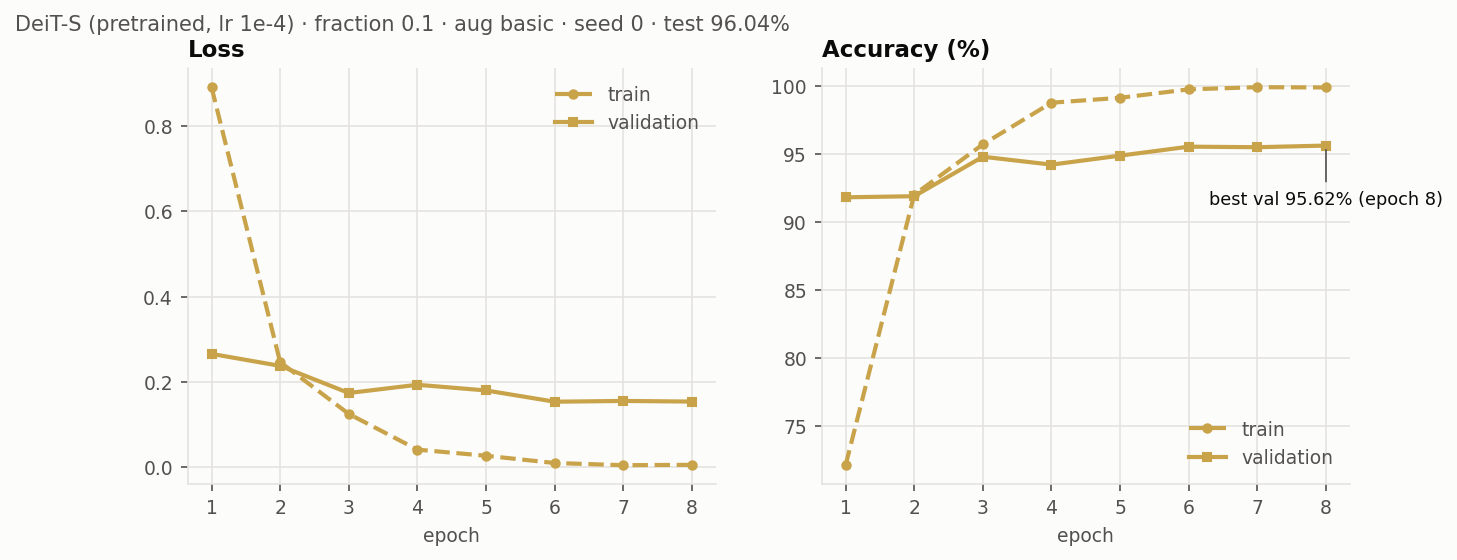 DeiT-S (pretrained, lr 1e-4) · fraction 0.1 · aug basic · seed 0 · test 96.04%
Loss
train
validation
0.8
0.6
0.4
0.2
0.0
1 2 3 4 5 6 7 8
epoch
Accuracy (%)
100
95
90
85
80
75
best val 95.62% (epoch 8)
train
validation
1 2 3 4 5 6 7 8
epoch